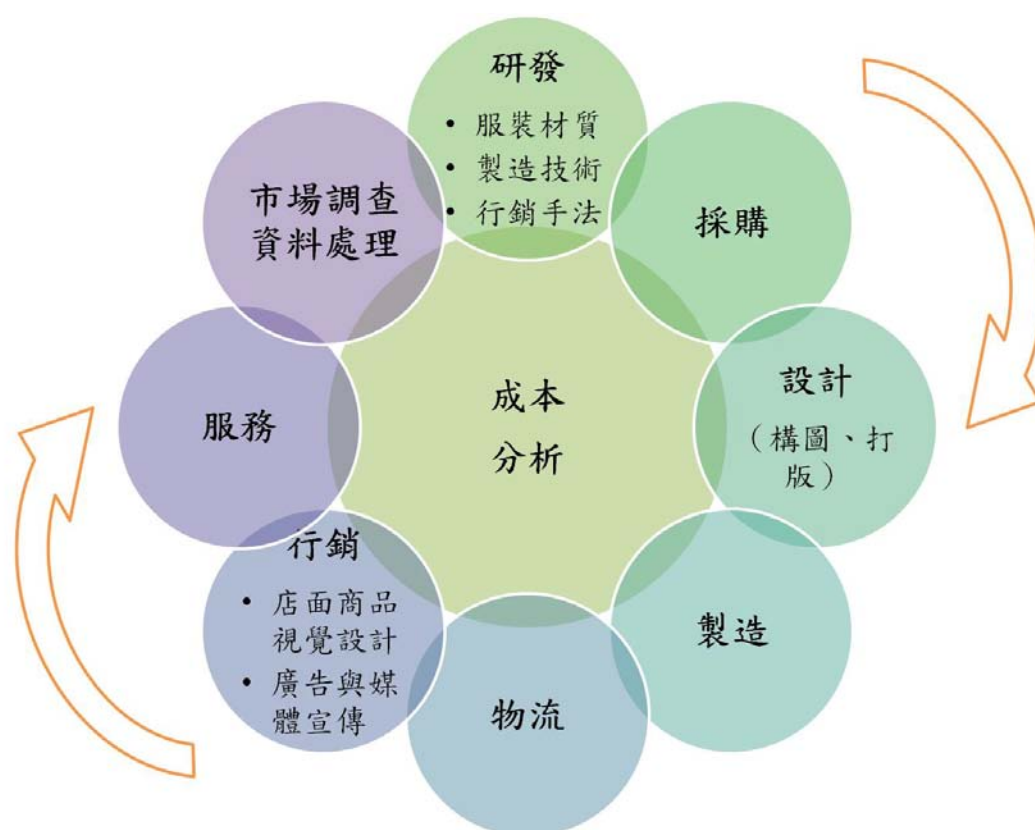 研發
• 服裝材質
• 製造技術
• 行銷手法
採購
設計
（構圖、打
版）
製造
物流
行銷
• 店面商品
視覺設計
• 廣告與媒
體宣傳
服務
市場調查
資料處理
成本
分析